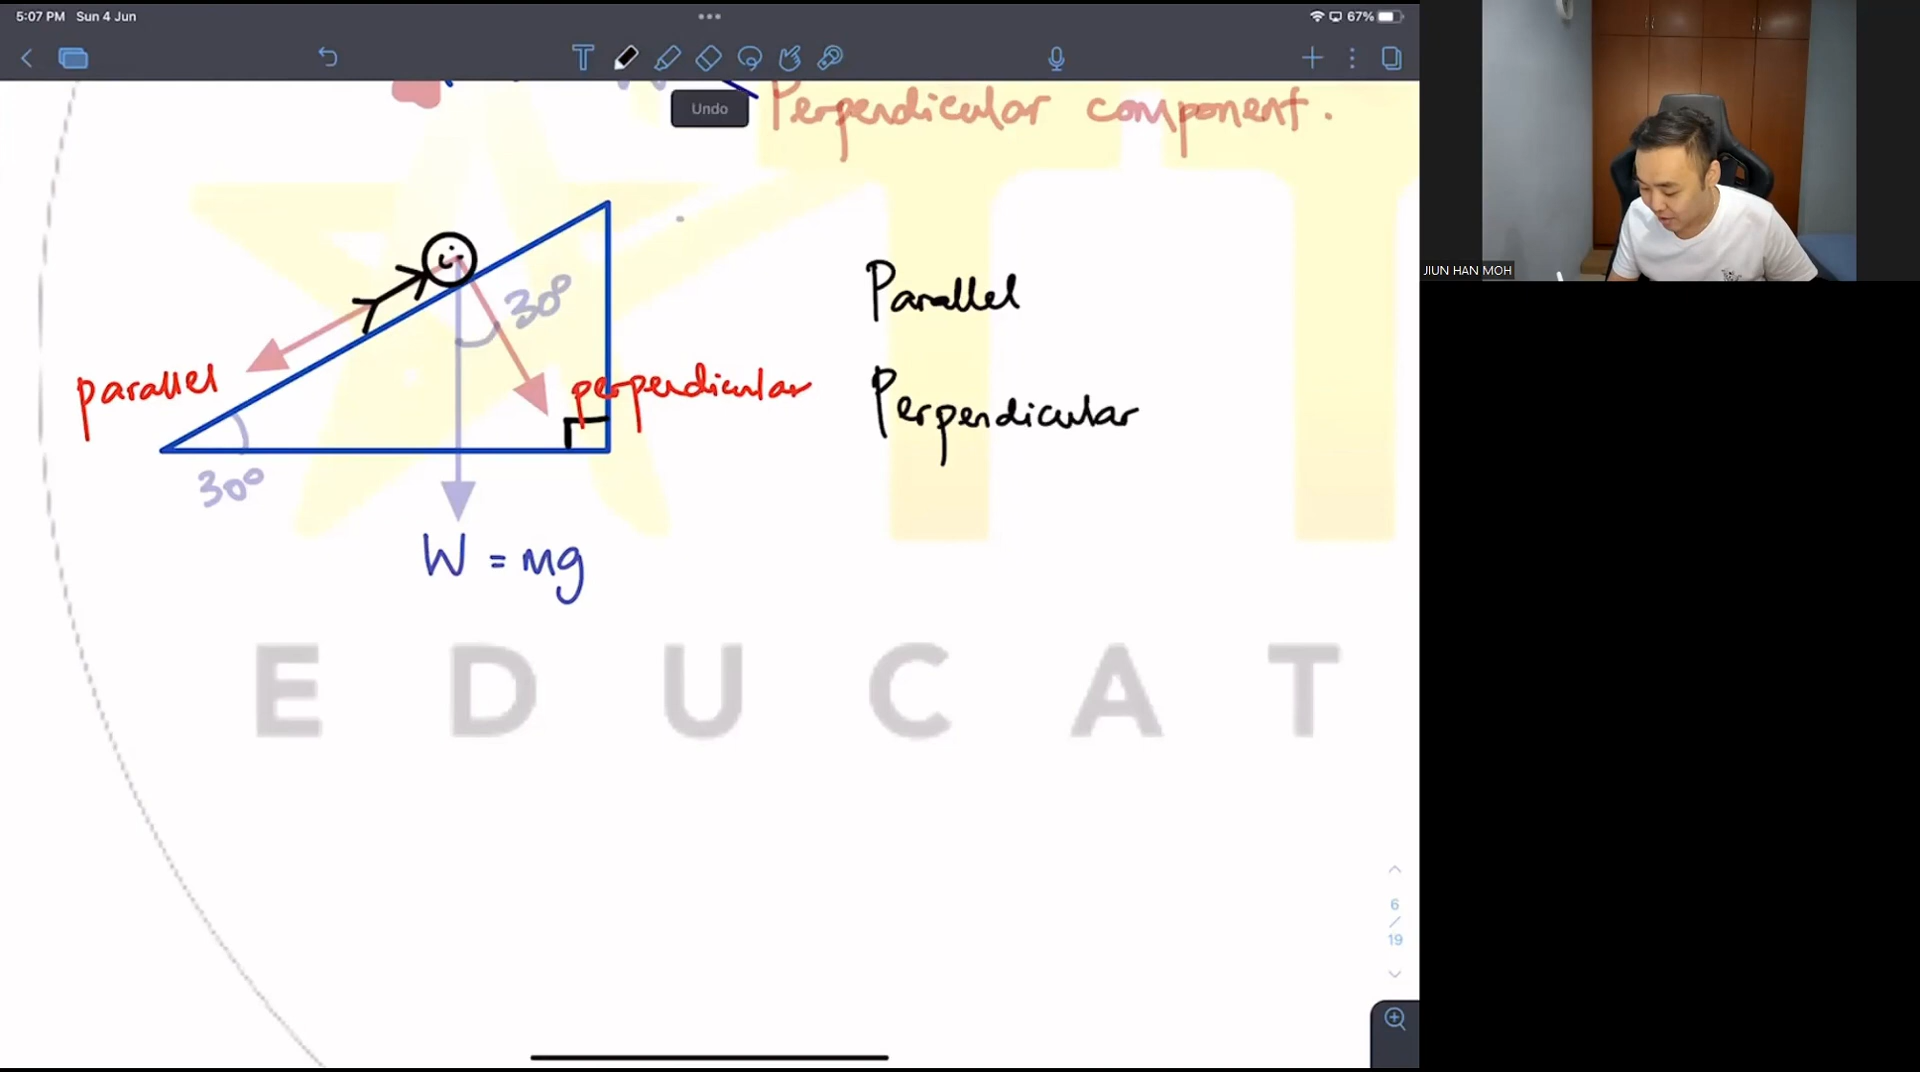 5:07 PM Sun 4 Jun
67%
T
Undo
Perpendicular component.
30°
Parallel
parallel
perpendicular
Perpendicular
30°
W = mg
EDUCAT
6
/
19
JIUN HAN MOH